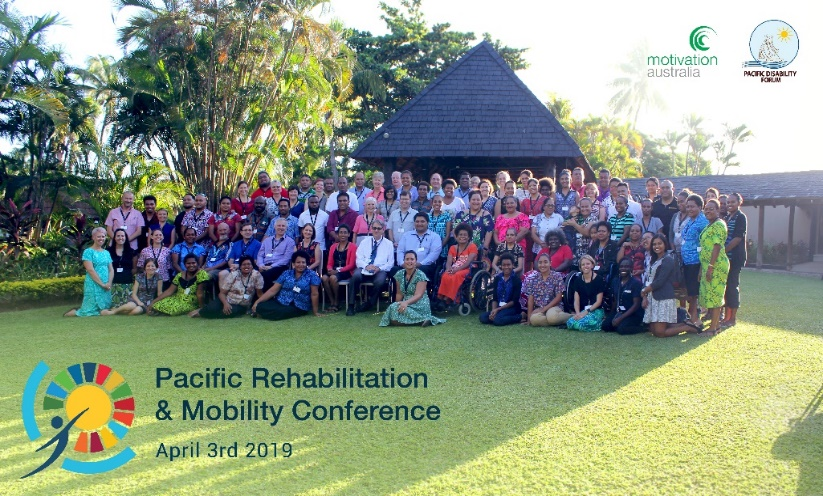 motivation
australia
PACIFIC DISABILITY
FORUM
Pacific Rehabilitation
& Mobility Conference
April 3rd 2019